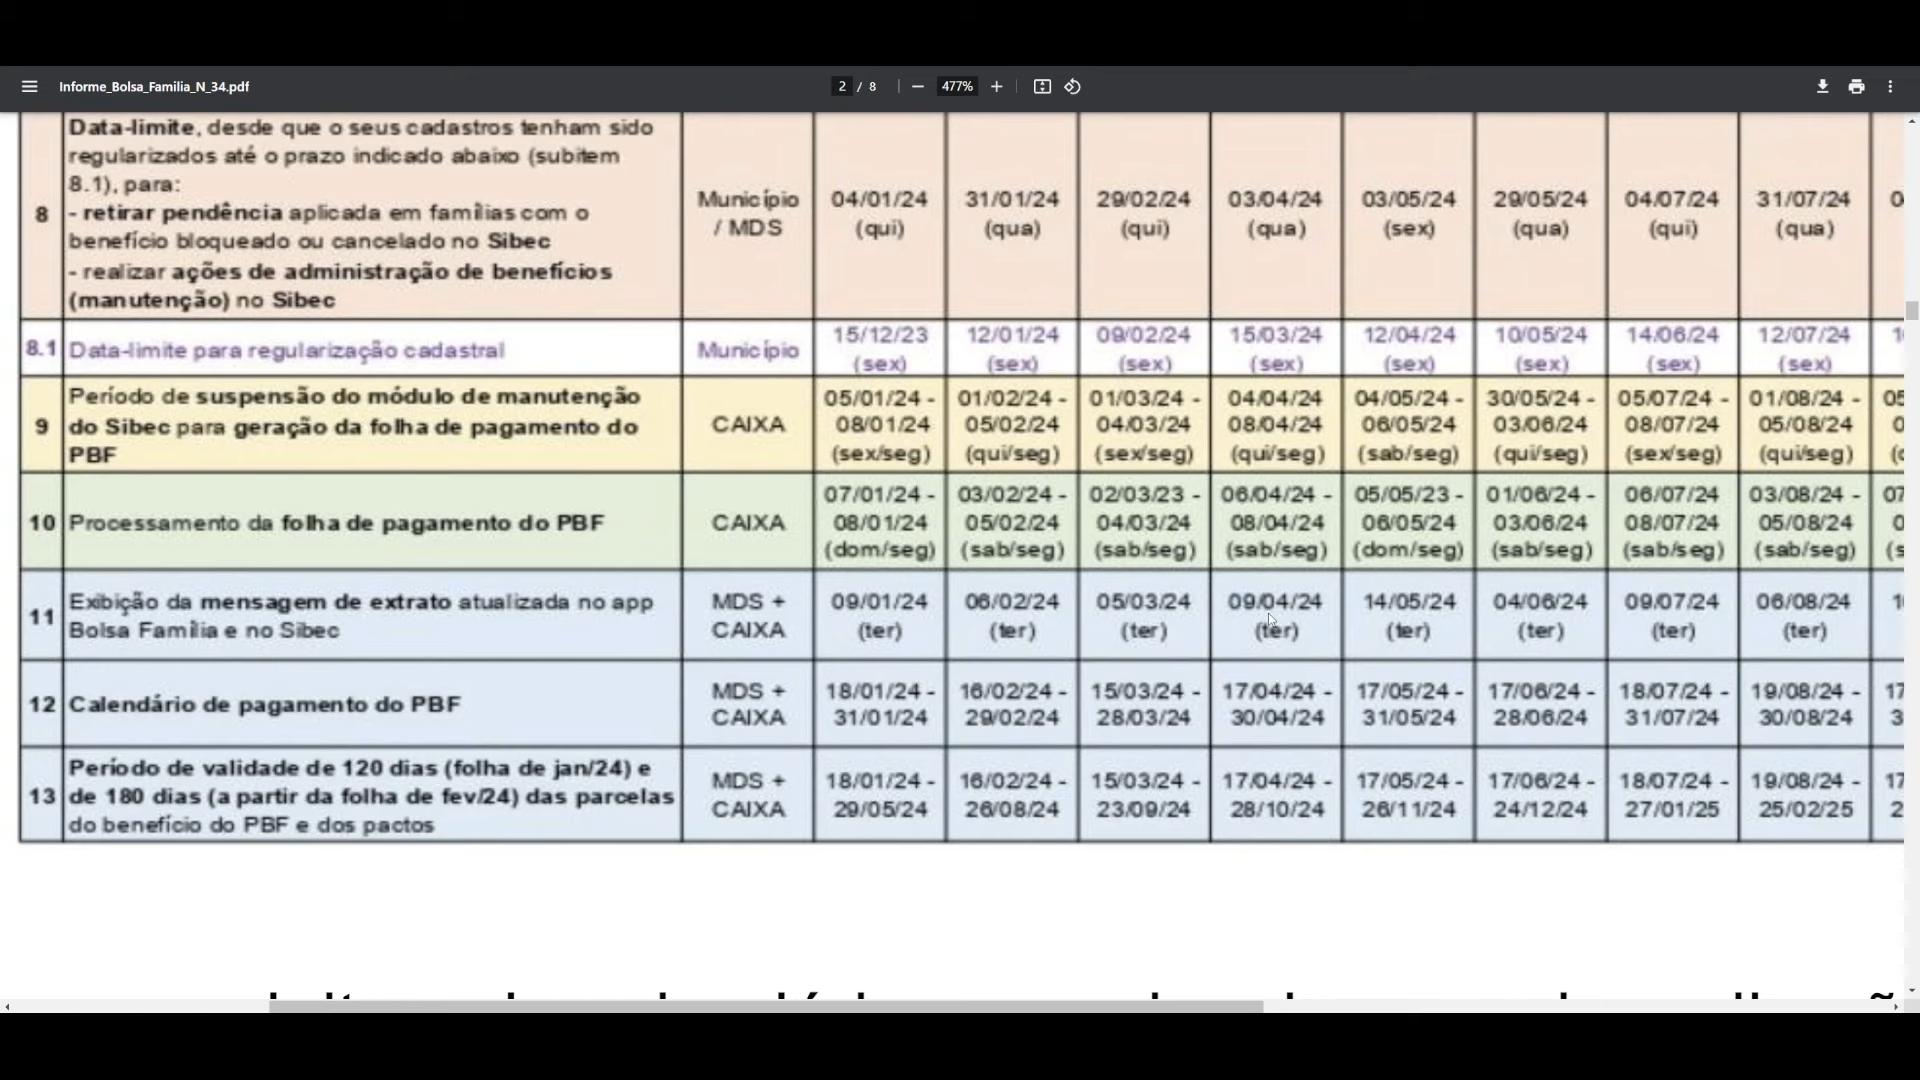 Informe_Bolsa_Familia_N_34.pdf
2 / 8
477%
8
Data-limite, desde que o seus cadastros tenham sido
regularizados até o prazo indicado abaixo (subitem
8.1), para:
- retirar pendência aplicada em famílias com o
benefício bloqueado ou cancelado no Sibec
- realizar ações de administração de benefícios
(manutenção) no Sibec
Município
/ MDS
04/01/24
(qui)
31/01/24
(qua)
29/02/24
(qui)
03/04/24
(qua)
03/05/24
(sex)
29/05/24
(qua)
04/07/24
(qui)
31/07/24
(qua)
8.1
Data-limite para regularização cadastral
Município
15/12/23
(sex)
12/01/24
(sex)
09/02/24
(sex)
15/03/24
(sex)
12/04/24
(sex)
10/05/24
(sex)
14/06/24
(sex)
12/07/24
(sex)
9
Período de suspensão do módulo de manutenção
do Sibec para geração da folha de pagamento do
PBF
CAIXA
05/01/24 -
08/01/24
(sex/seg)
01/02/24 -
05/02/24
(qui/seg)
01/03/24 -
04/03/24
(sex/seg)
04/04/24
08/04/24
(qui/seg)
04/05/24 -
06/05/24
(sab/seg)
30/05/24 -
03/06/24
(qui/seg)
05/07/24 -
08/07/24
(sex/seg)
01/08/24 -
05/08/24
(qui/seg)
10
Processamento da folha de pagamento do PBF
CAIXA
07/01/24 -
08/01/24
(dom/seg)
03/02/24 -
05/02/24
(sab/seg)
02/03/23 -
04/03/24
(sab/seg)
06/04/24 -
08/04/24
(sab/seg)
05/05/23 -
06/05/24
(dom/seg)
01/06/24 -
03/06/24
(sab/seg)
06/07/24
08/07/24
(sab/seg)
03/08/24 -
05/08/24
(sab/seg)
11
Exibição da mensagem de extrato atualizada no app
Bolsa Família e no Sibec
MDS +
CAIXA
09/01/24
(ter)
06/02/24
(ter)
05/03/24
(ter)
09/04/24
(ter)
14/05/24
(ter)
04/06/24
(ter)
09/07/24
(ter)
06/08/24
(ter)
12
Calendário de pagamento do PBF
MDS +
CAIXA
18/01/24 -
31/01/24
16/02/24 -
29/02/24
15/03/24 -
28/03/24
17/04/24 -
30/04/24
17/05/24 -
31/05/24
17/06/24 -
28/06/24
18/07/24 -
31/07/24
19/08/24 -
30/08/24
13
Período de validade de 120 dias (folha de jan/24) e
de 180 dias (a partir da folha de fev/24) das parcelas
do benefício do PBF e dos pactos
MDS +
CAIXA
18/01/24 -
29/05/24
16/02/24 -
26/08/24
15/03/24 -
23/09/24
17/04/24 -
28/10/24
17/05/24 -
26/11/24
17/06/24 -
24/12/24
18/07/24 -
27/01/25
19/08/24 -
25/02/25